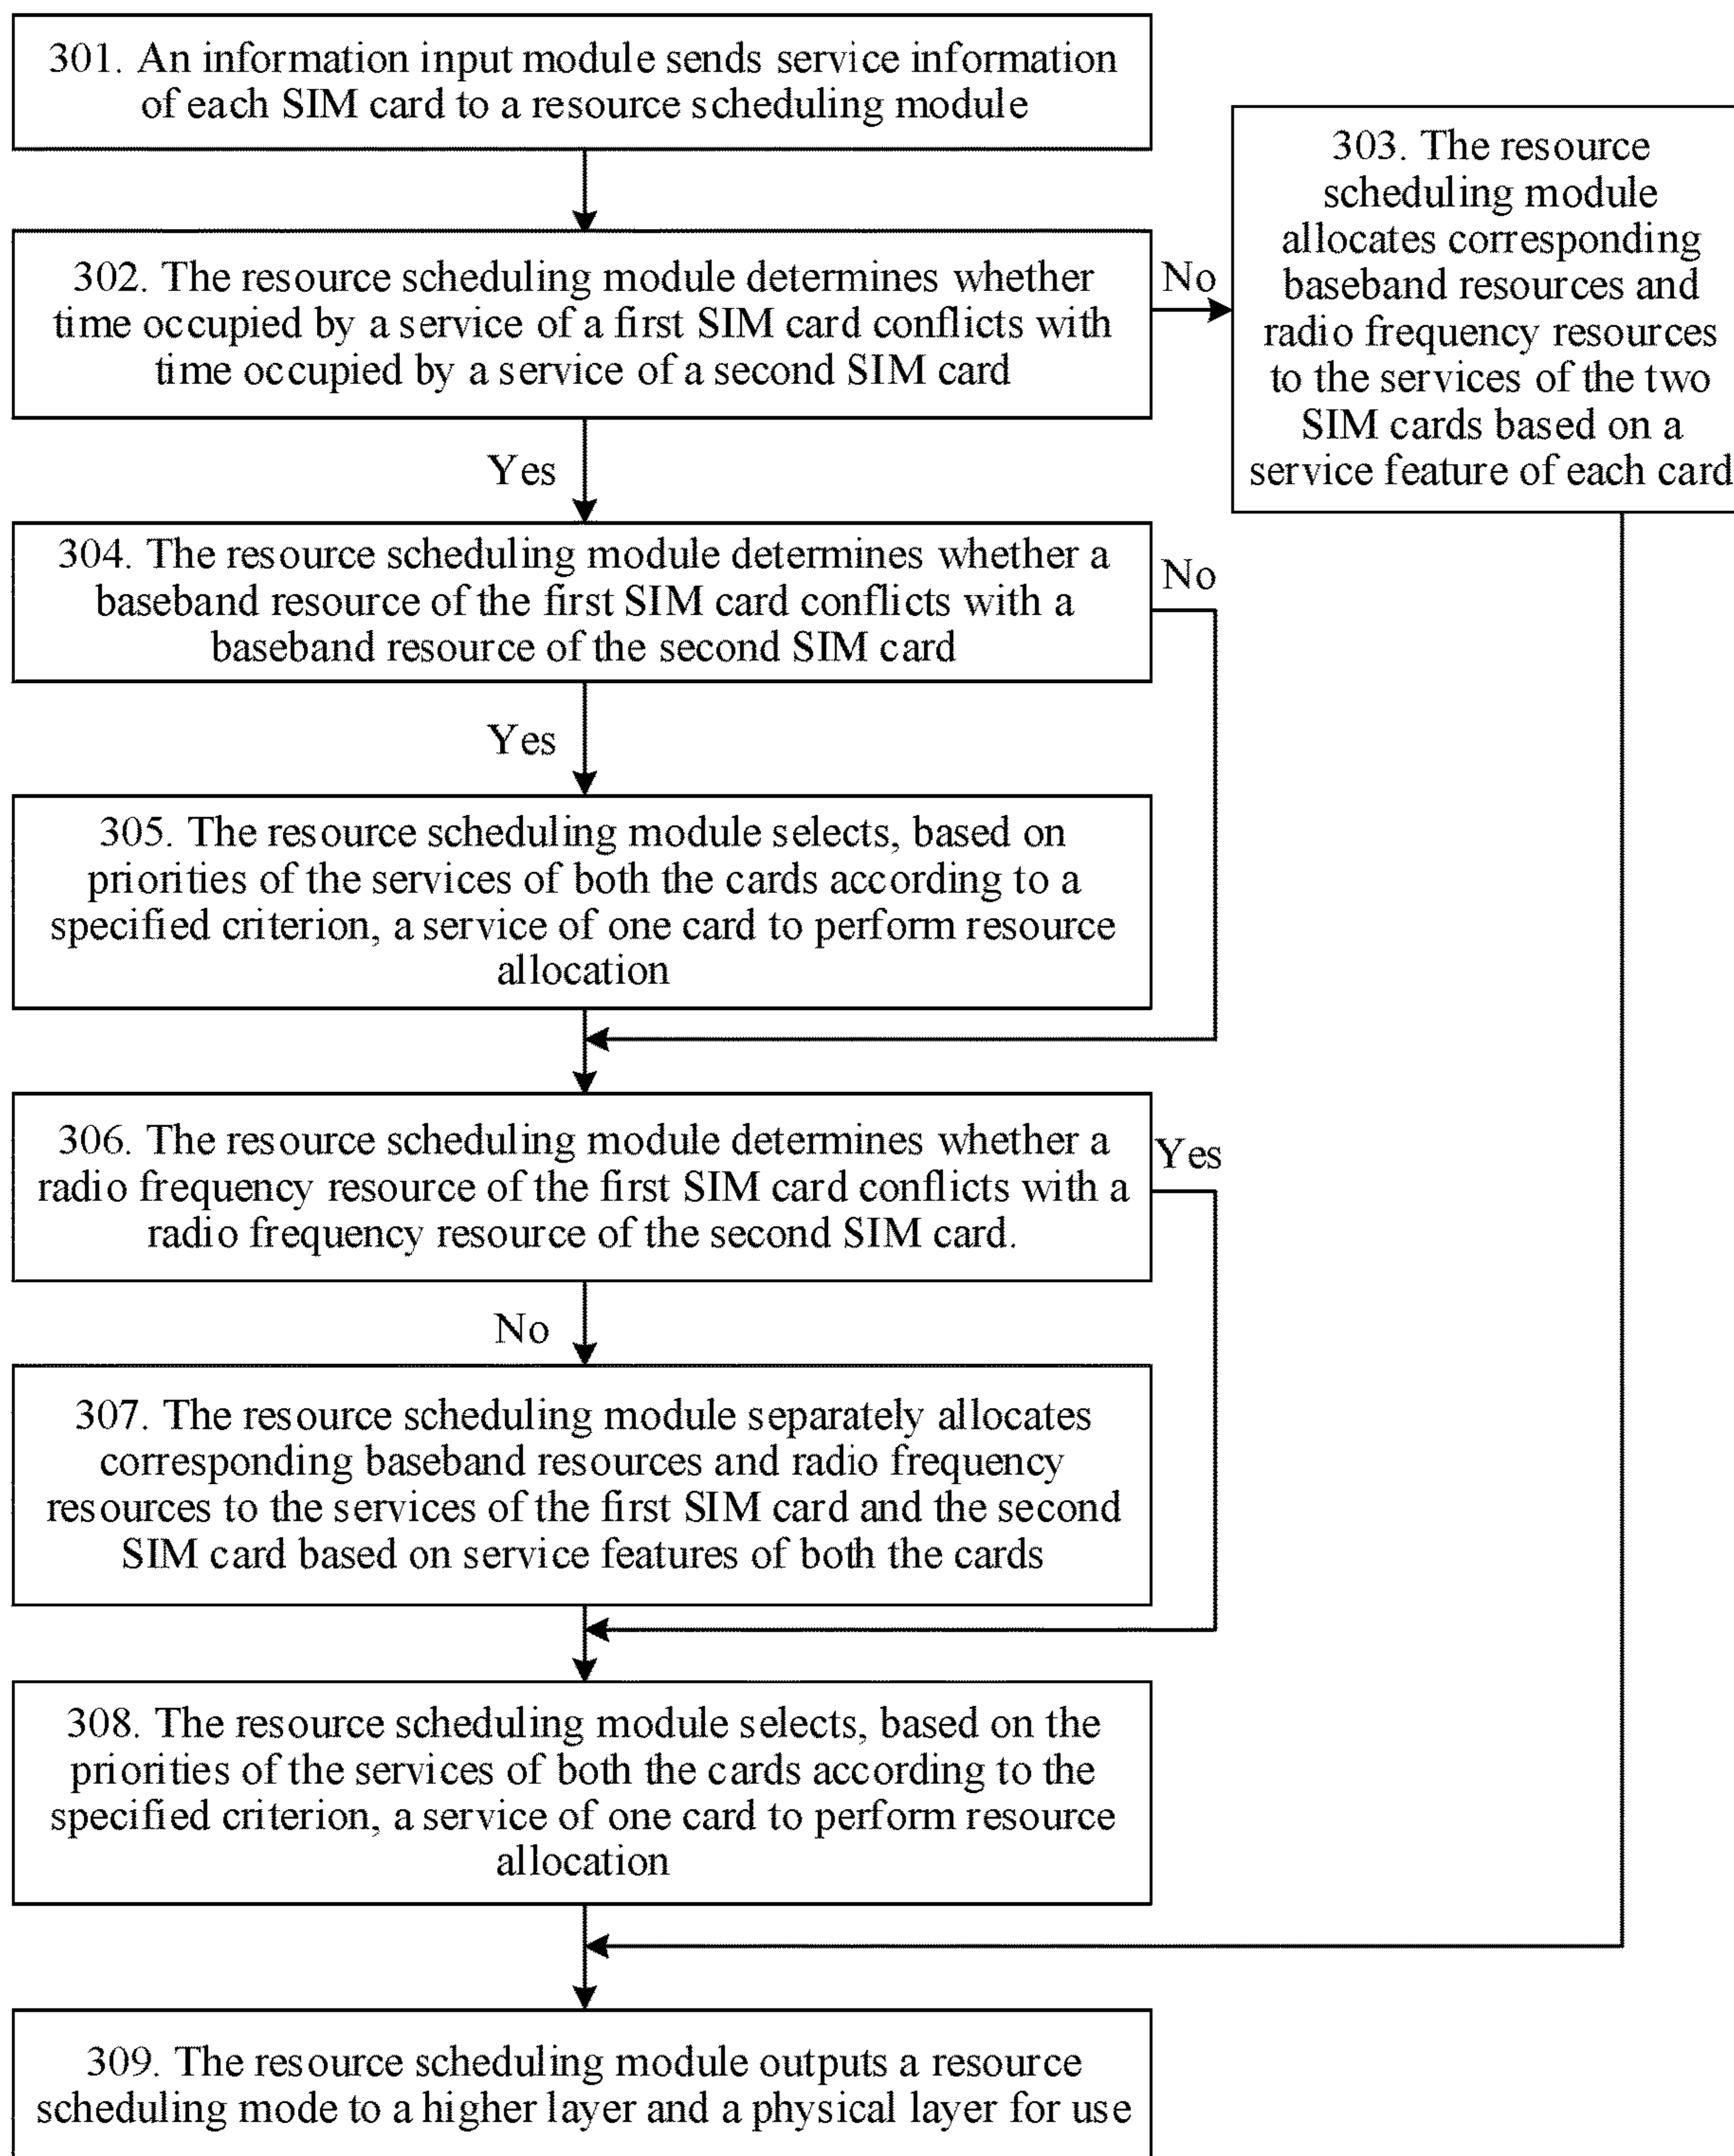 301. An information input module sends service information
of each SIM card to a resource scheduling module
302. The resource scheduling module determines whether
time occupied by a service of a first SIM card conflicts with
time occupied by a service of a second SIM card
No
303. The resource
scheduling module
allocates corresponding
baseband resources and
radio frequency resources
to the services of the two
SIM cards based on a
service feature of each card
Yes
304. The resource scheduling module determines whether a
baseband resource of the first SIM card conflicts with a
baseband resource of the second SIM card
No
Yes
305. The resource scheduling module selects, based on
priorities of the services of both the cards according to a
specified criterion, a service of one card to perform resource
allocation
306. The resource scheduling module determines whether a
radio frequency resource of the first SIM card conflicts with a
radio frequency resource of the second SIM card.
Yes
No
307. The resource scheduling module separately allocates
corresponding baseband resources and radio frequency
resources to the services of the first SIM card and the second
SIM card based on service features of both the cards
308. The resource scheduling module selects, based on the
priorities of the services of both the cards according to the
specified criterion, a service of one card to perform resource
allocation
309. The resource scheduling module outputs a resource
scheduling mode to a higher layer and a physical layer for use